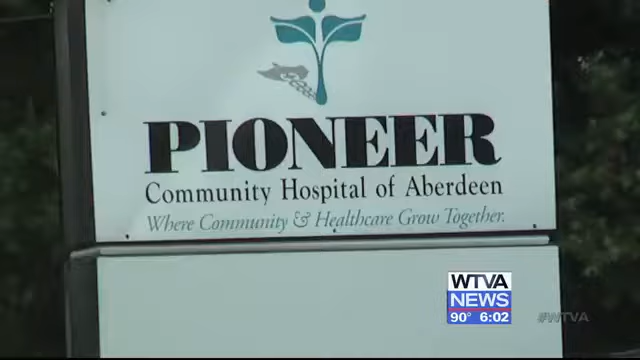 PIONEER
Community Hospital of Aberdeen
Where Community & Healthcare Grow Together.
WTVA
NEWS
90° 6:02
#WTVA